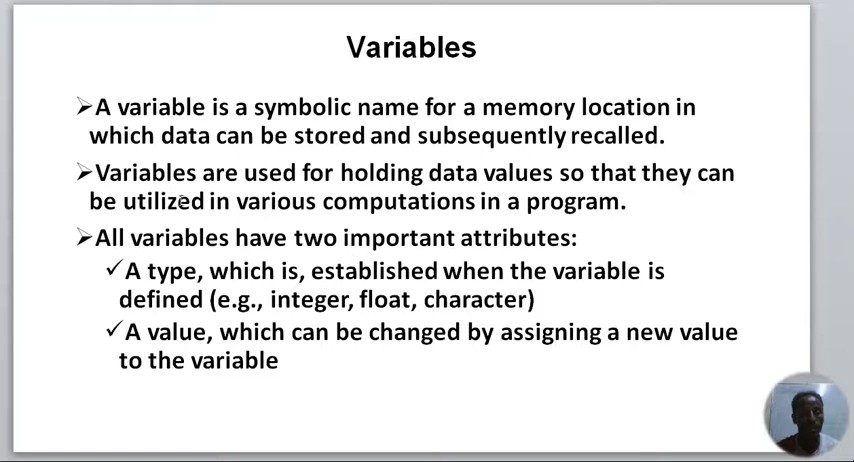 Variables
➢A variable is a symbolic name for a memory location in
which data can be stored and subsequently recalled.
➢Variables are used for holding data values so that they can
be utilized in various computations in a program.
➢All variables have two important attributes:
✓A type, which is, established when the variable is
defined (e.g., integer, float, character)
✓A value, which can be changed by assigning a new value
to the variable